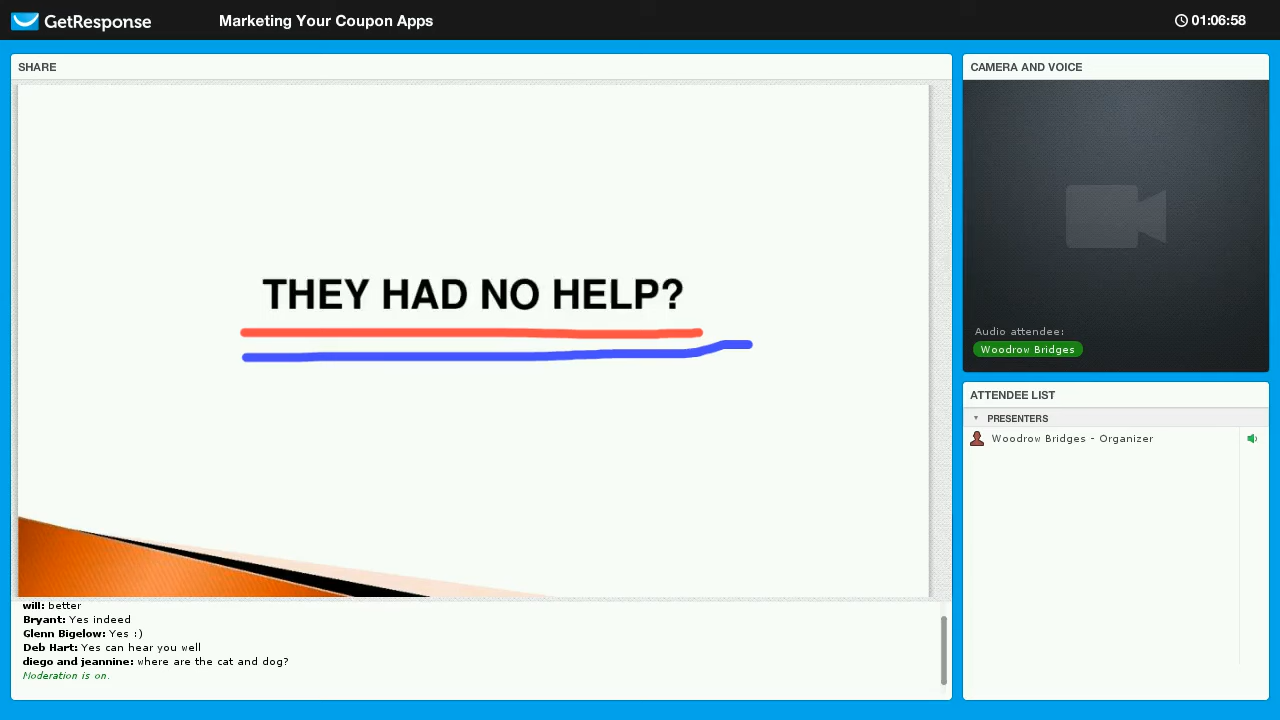 GetResponse
Marketing Your Coupon Apps
01:06:58
SHARE
THEY HAD NO HELP?
will: better
Bryant: Yes indeed
Glenn Bigelow: Yes :)
Deb Hart: Yes can hear you well
diego and jeannine: where are the cat and dog?
Moderation is on.
CAMERA AND VOICE
Audio attendee:
Woodrow Bridges
ATTENDEE LIST
PRESENTERS
Woodrow Bridges - Organizer